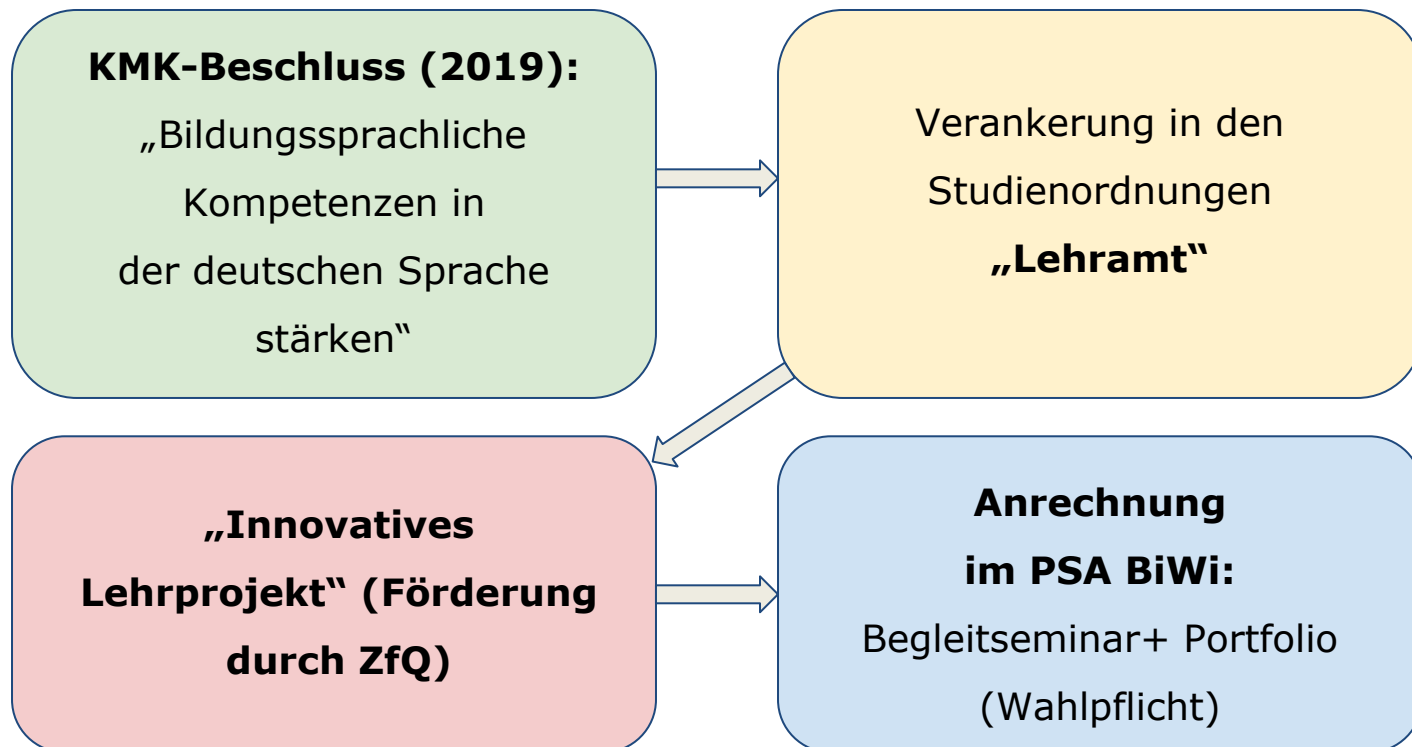 KMK-Beschluss (2019):
„Bildungssprachliche
Kompetenzen in
der deutschen Sprache
stärken“
Verankerung in den
Studienordnungen
„Lehramt“
„Innovatives
Lehrprojekt“ (Förderung
durch ZfQ)
Anrechnung
im PSA BiWi:
Begleitseminar+ Portfolio
(Wahlpflicht)